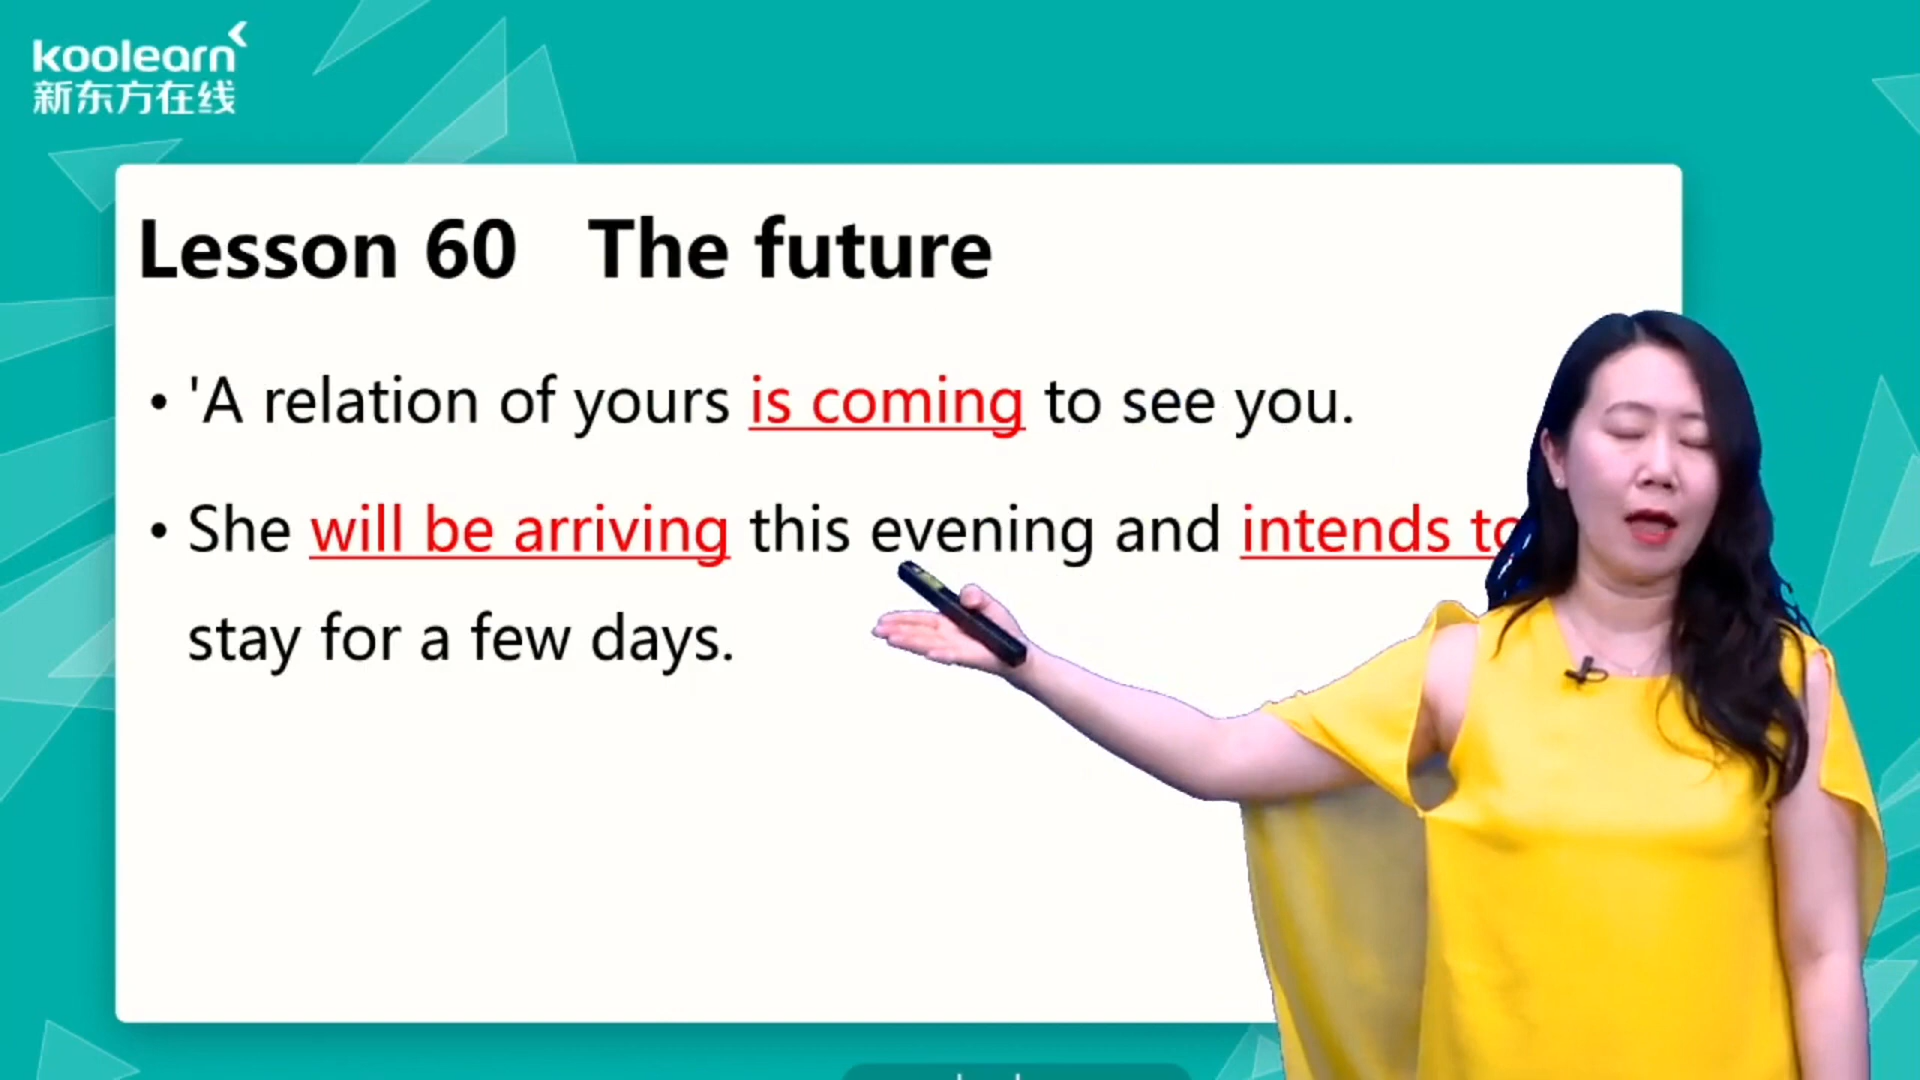 koolearn
新东方在线
Lesson 60 The future
• 'A relation of yours is coming to see you.
• She will be arriving this evening and intends to
stay for a few days.